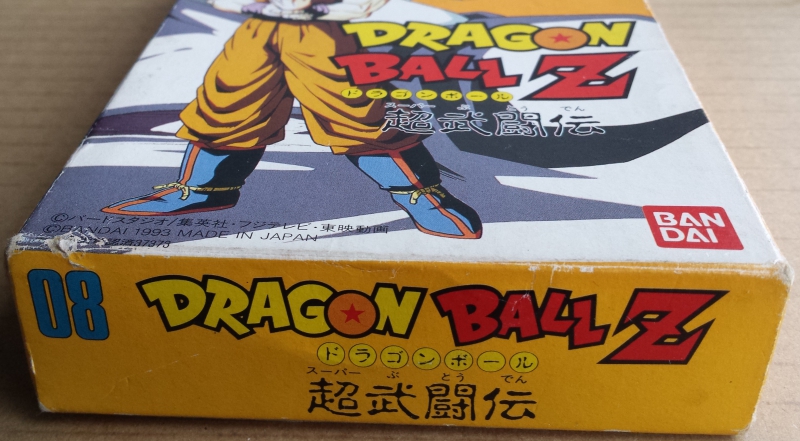 DRAGON
BALL Z
ドラゴンボール
スーパー ぶ とう でん
超武闘伝
©バードスタジオ/集英社・フジテレビ・東映動画
©BANDAI 1993 MADE IN JAPAN
BAN
DAI
08
DRAGON BALL Z
ドラゴンボール
スーパー ぶ とう でん
超武闘伝